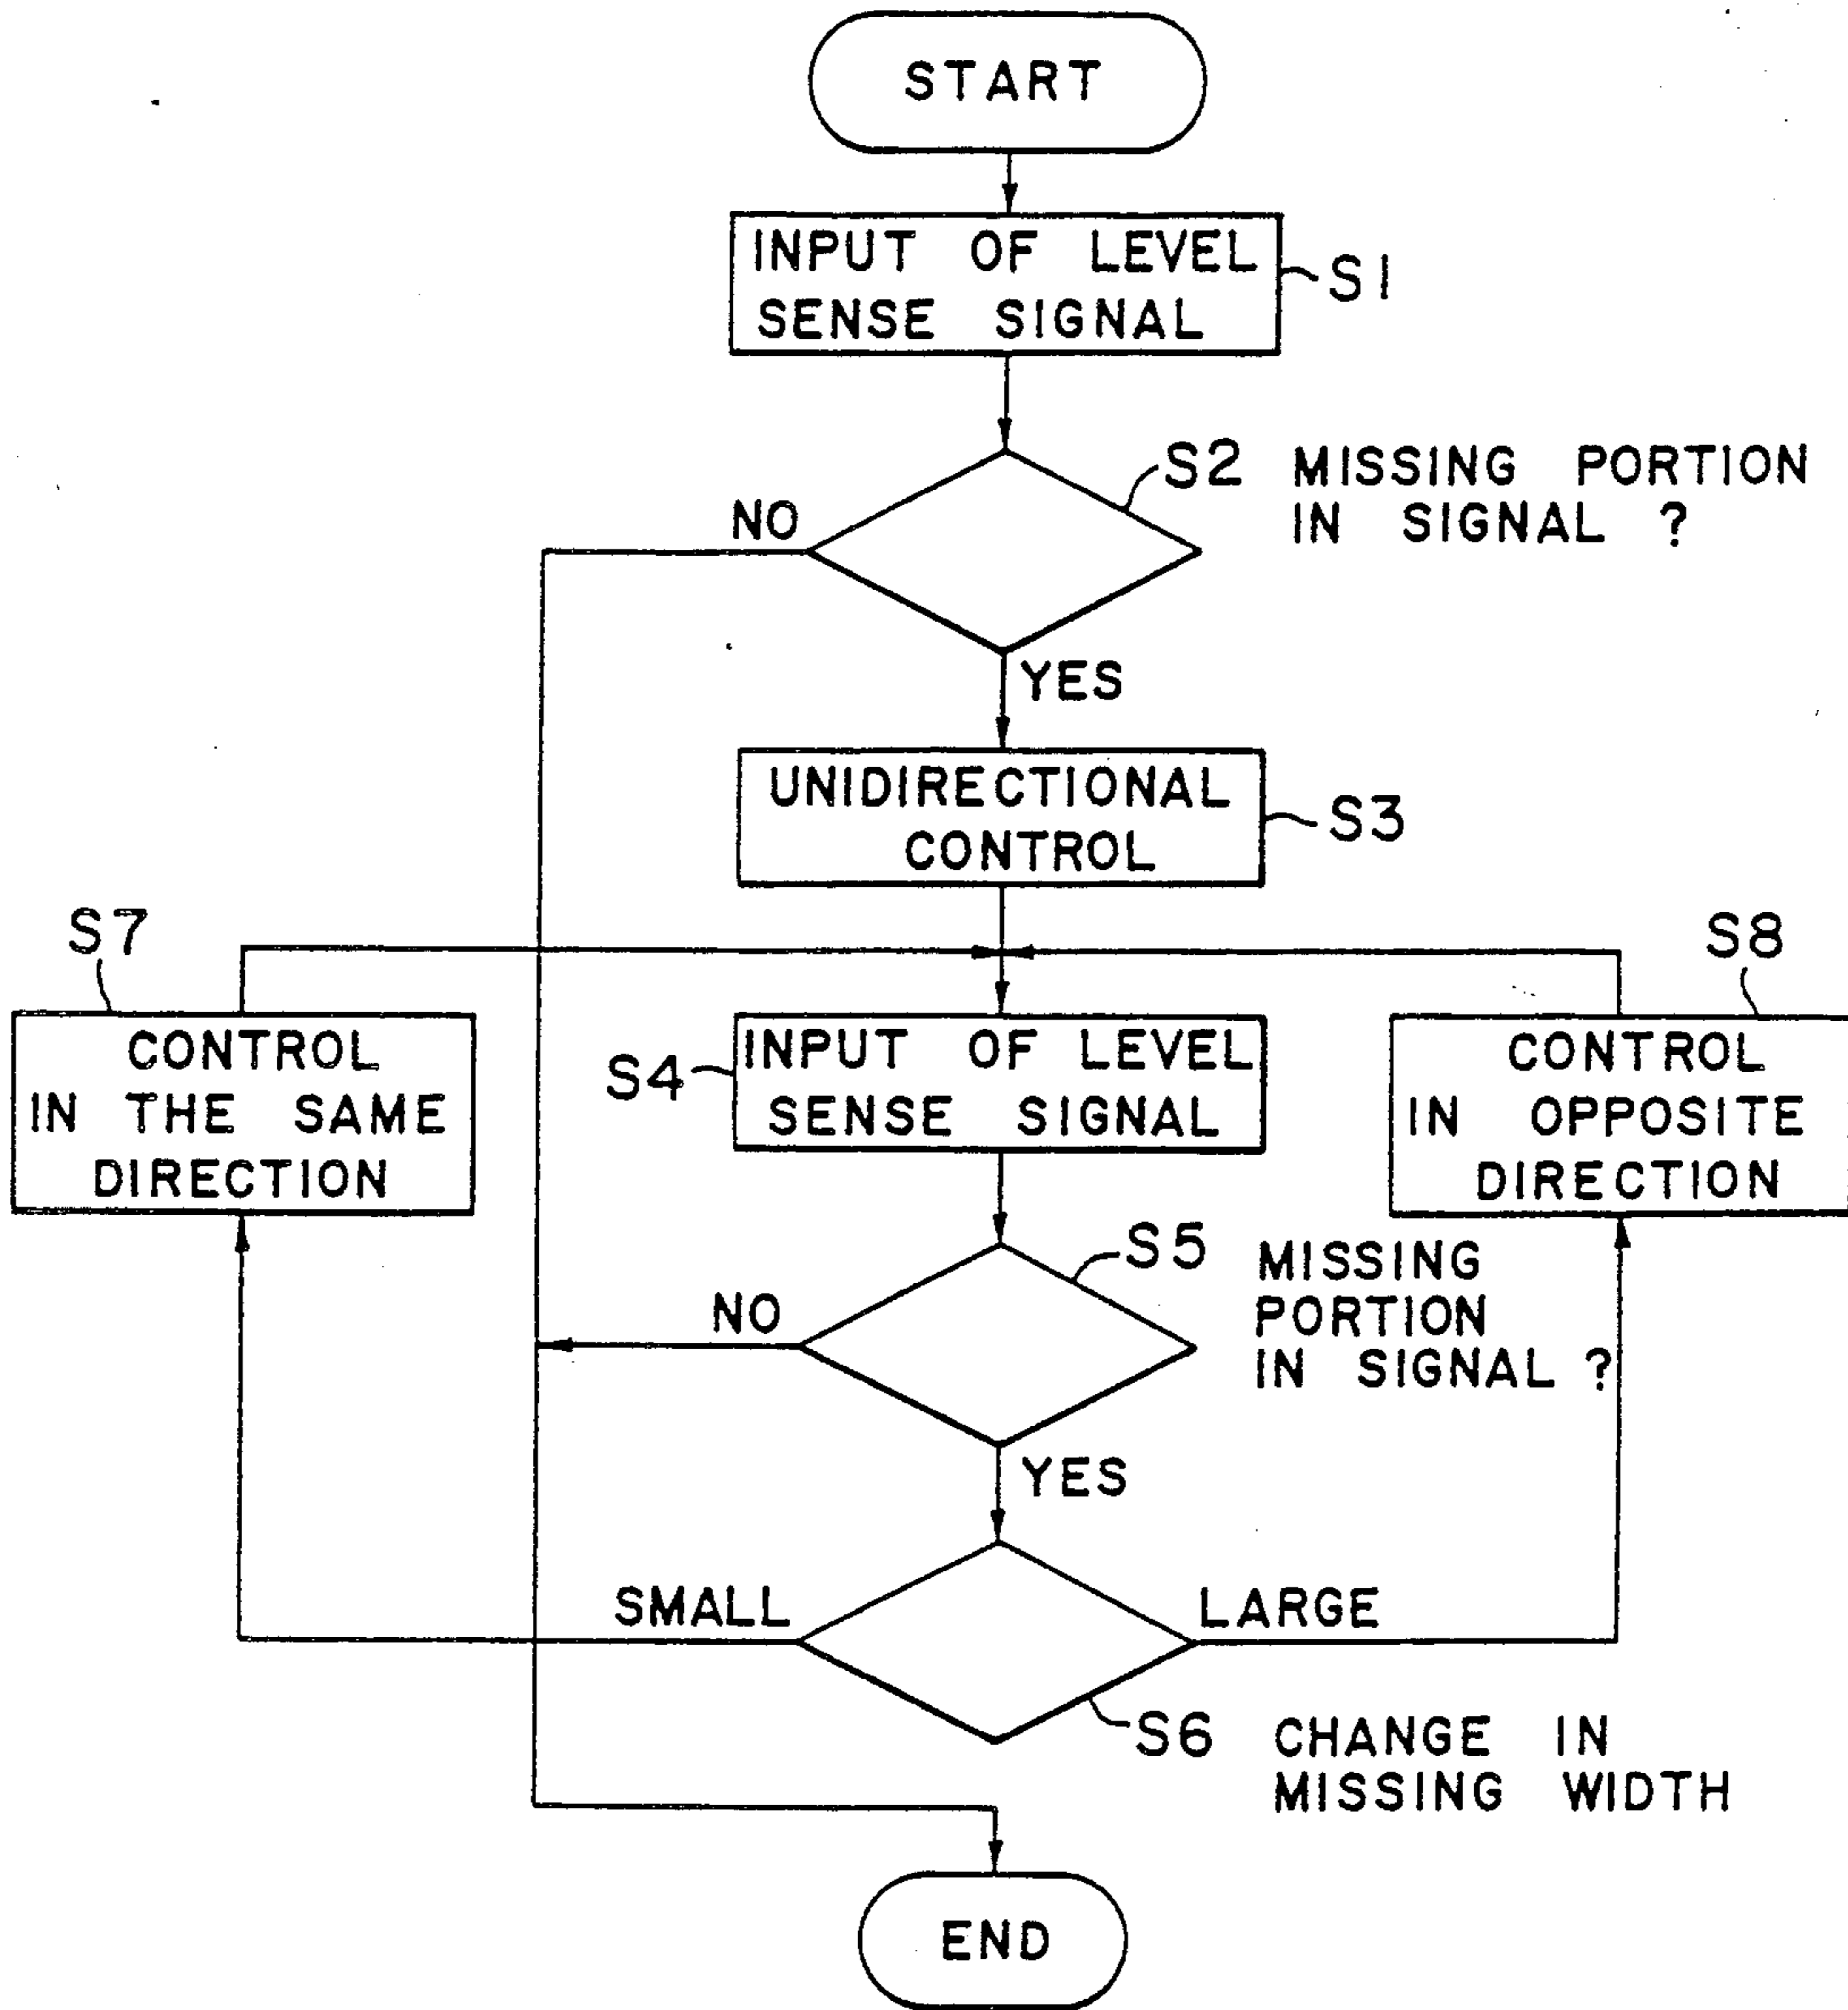 START
INPUT OF LEVEL
SENSE SIGNAL
S1
S2 MISSING PORTION
IN SIGNAL ?
NO
YES
UNIDIRECTIONAL
CONTROL
S3
S7
S8
CONTROL
IN THE SAME
DIRECTION
S4
INPUT OF LEVEL
SENSE SIGNAL
CONTROL
IN OPPOSITE
DIRECTION
S5
MISSING
PORTION
IN SIGNAL ?
NO
YES
SMALL
LARGE
S6 CHANGE IN
MISSING WIDTH
END